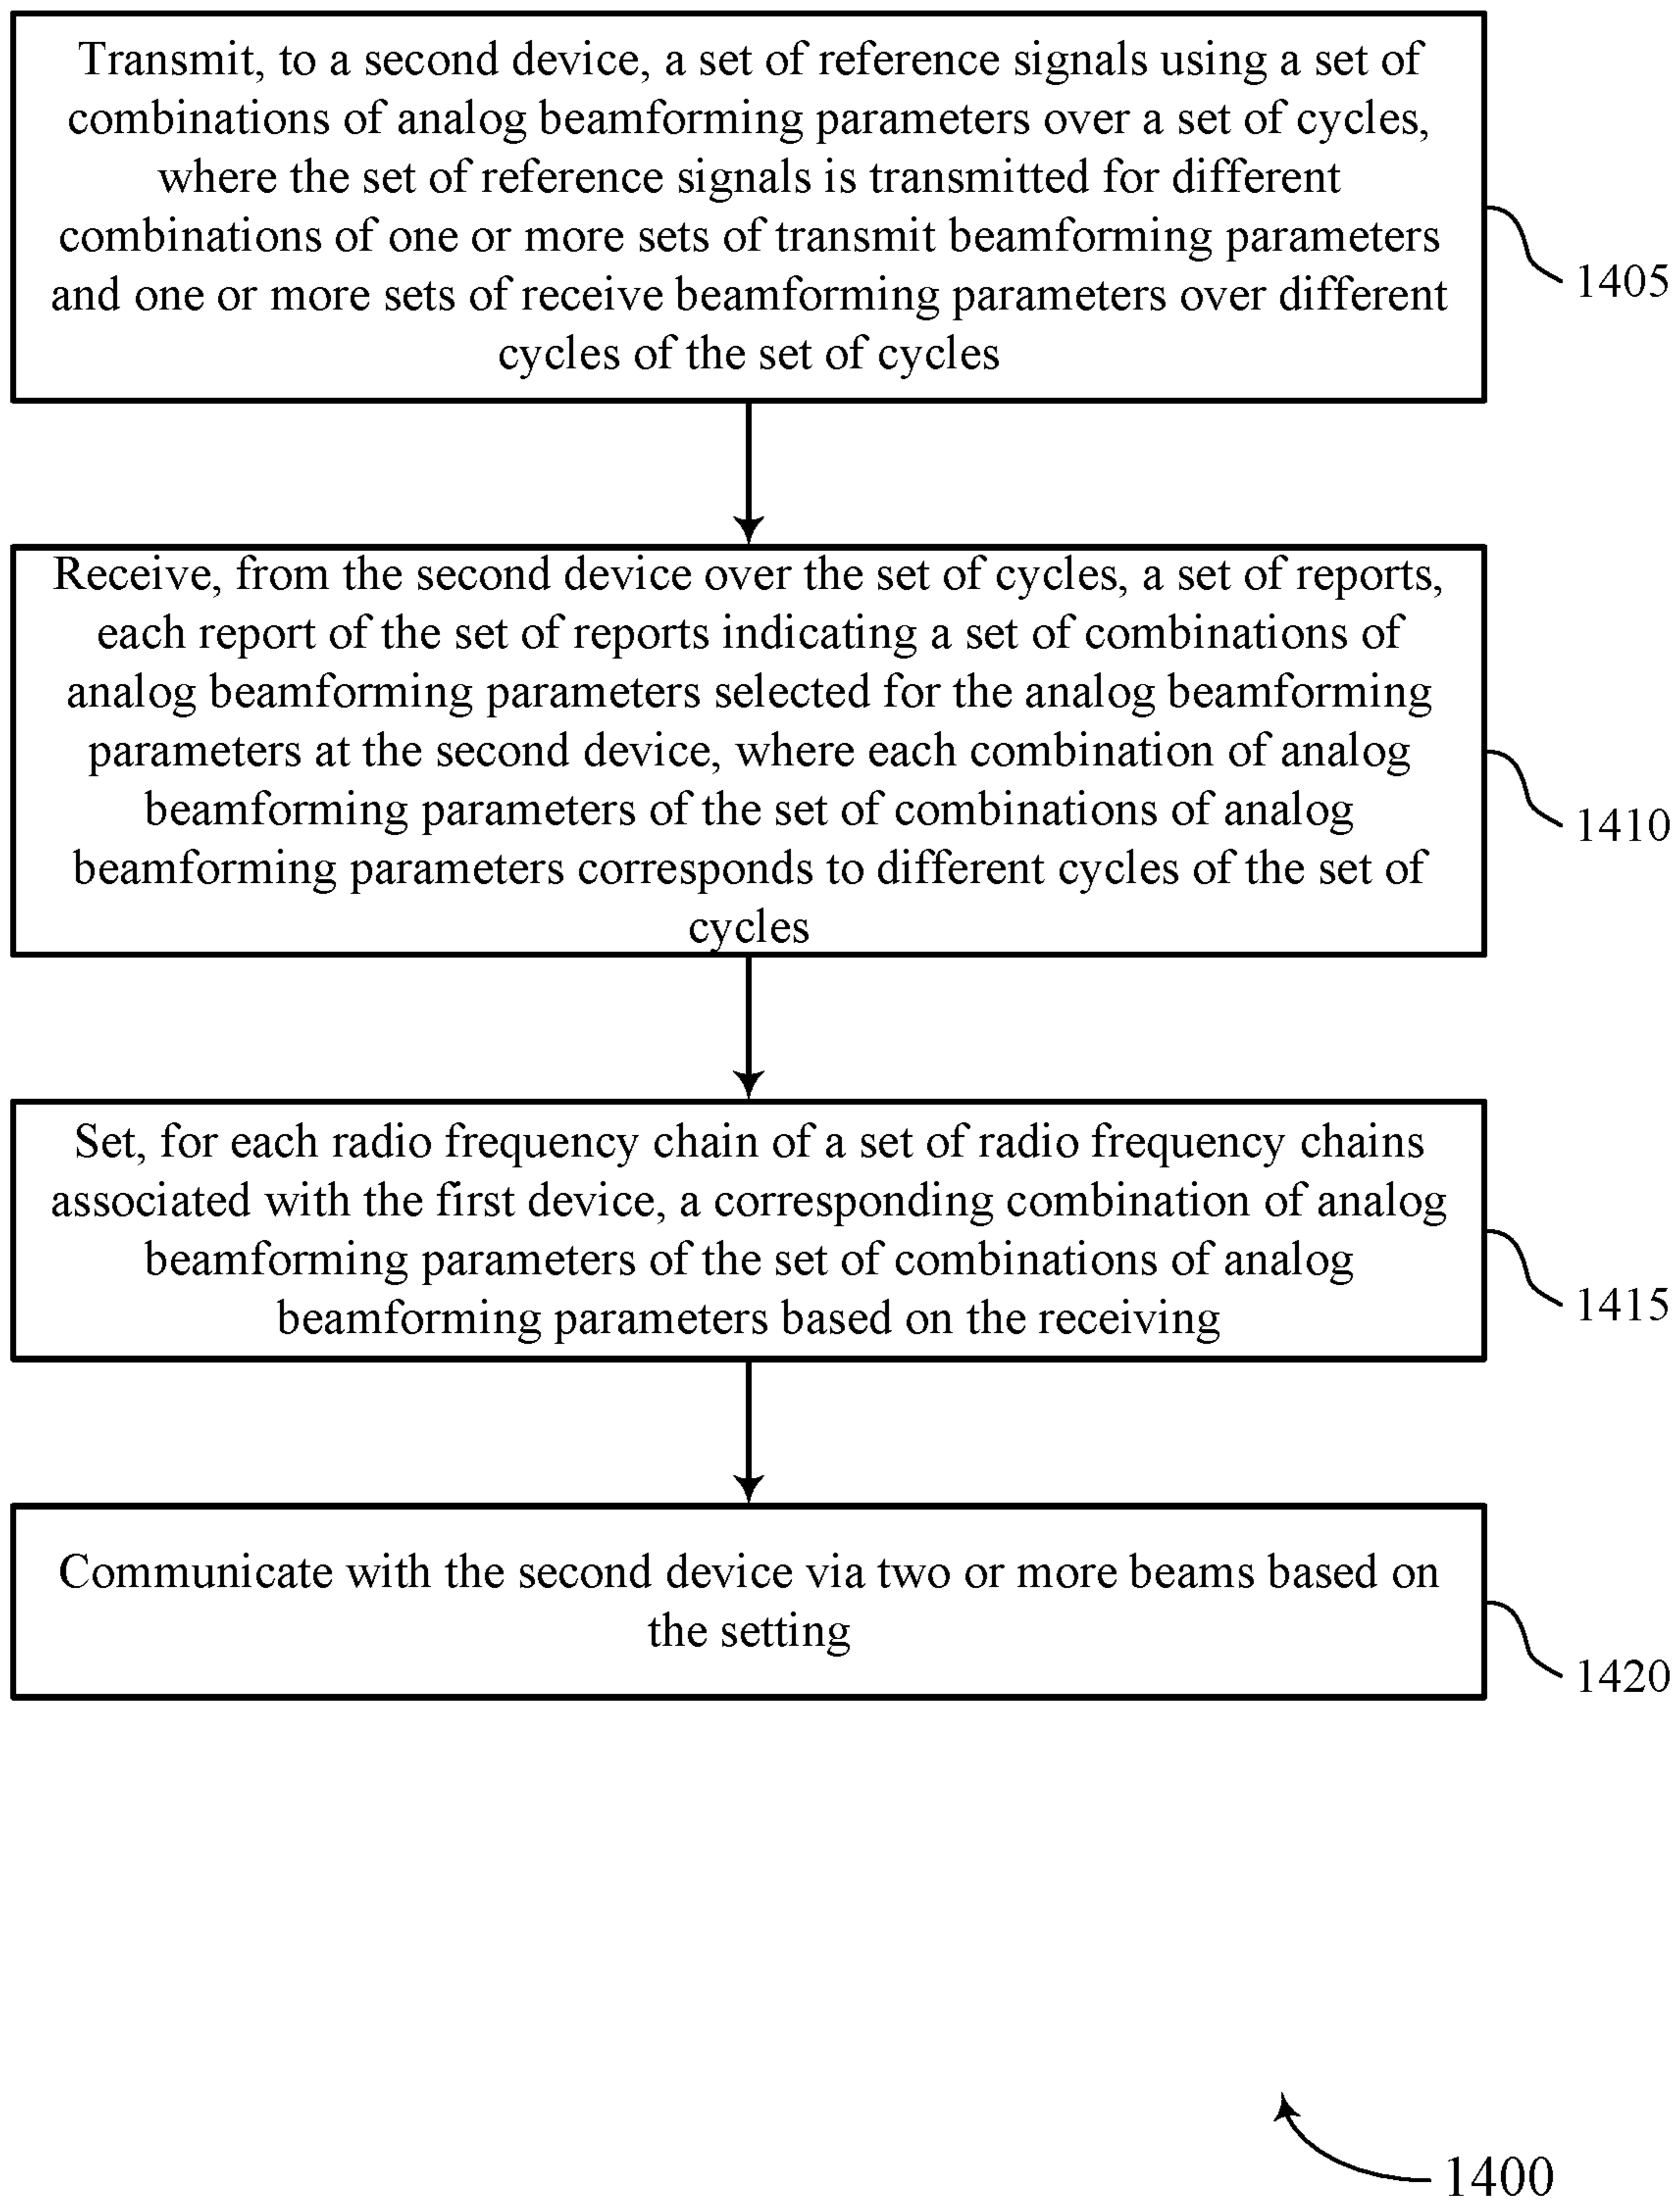 Transmit, to a second device, a set of reference signals using a set of
combinations of analog beamforming parameters over a set of cycles,
where the set of reference signals is transmitted for different
combinations of one or more sets of transmit beamforming parameters
and one or more sets of receive beamforming parameters over different
cycles of the set of cycles
1405
Receive, from the second device over the set of cycles, a set of reports,
each report of the set of reports indicating a set of combinations of
analog beamforming parameters selected for the analog beamforming
parameters at the second device, where each combination of analog
beamforming parameters of the set of combinations of analog
beamforming parameters corresponds to different cycles of the set of
cycles
1410
Set, for each radio frequency chain of a set of radio frequency chains
associated with the first device, a corresponding combination of analog
beamforming parameters of the set of combinations of analog
beamforming parameters based on the receiving
1415
Communicate with the second device via two or more beams based on
the setting
1420
1400